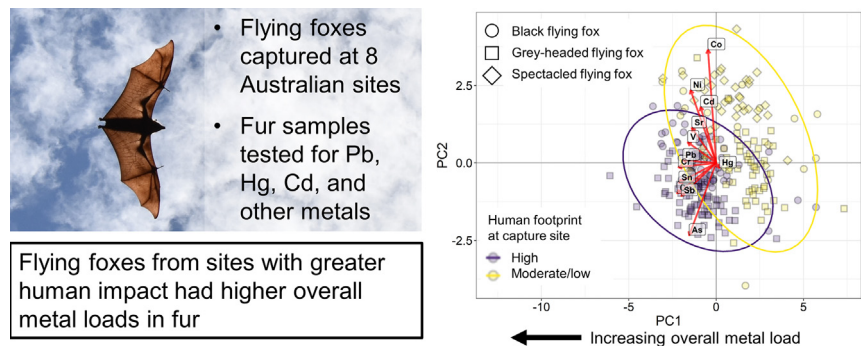 • Flying foxes
captured at 8
Australian sites
• Fur samples
tested for Pb,
Hg, Cd, and
other metals
Flying foxes from sites with greater
human impact had higher overall
metal loads in fur
Black flying fox
Grey-headed flying fox
Spectacled flying fox
Co
Ni
Cd
Sr
V
Pb
Cr
Hg
Sn
Sb
As
PC2
2.5
0.0
-2.5
Human footprint
at capture site
High
Moderate/low
-10
-5
0
5
PC1
Increasing overall metal load